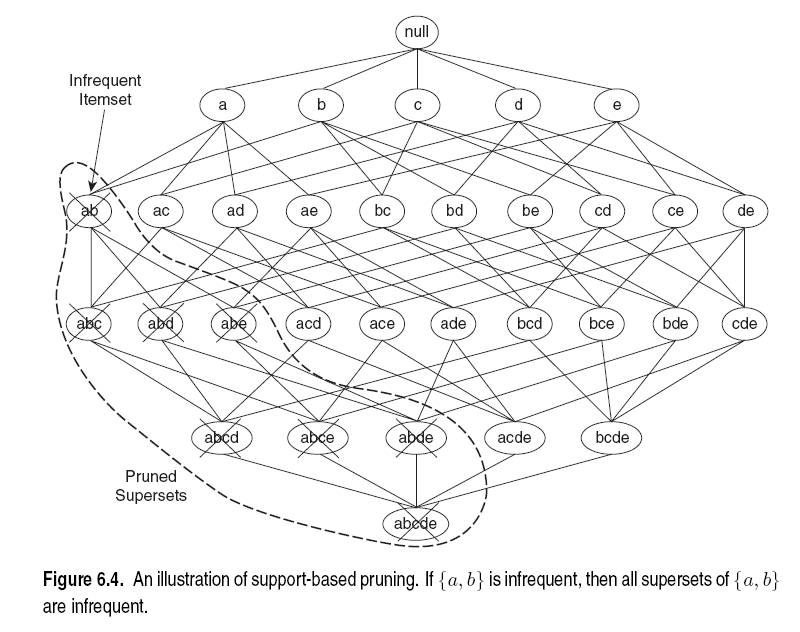 null
Infrequent
Itemset
a b c d e
ab ac ad ae bc bd be cd ce de
abc abd abe acd ace ade bcd bce bde cde
abcd abce abde acde bcde
Pruned
Supersets
abcde
Figure 6.4. An illustration of support-based pruning. If {a, b} is infrequent, then all supersets of {a, b}
are infrequent.